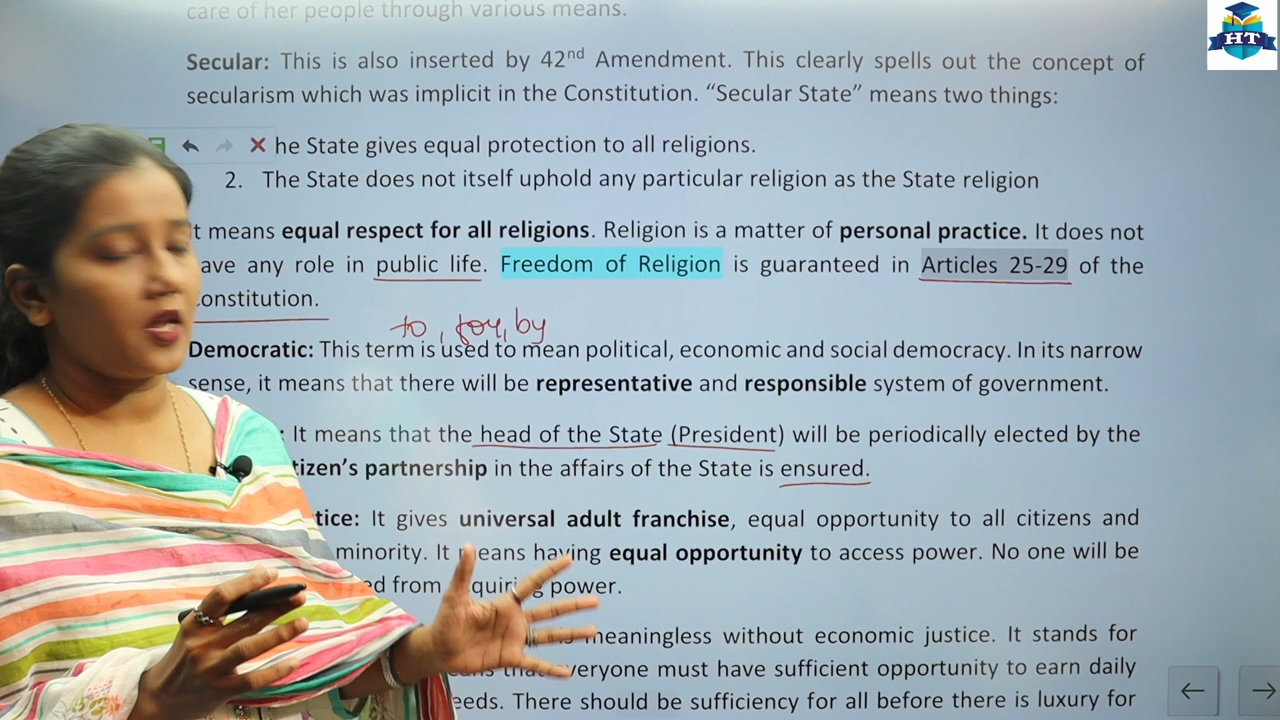 care of her people through various means.
HT
Secular: This is also inserted by 42nd Amendment. This clearly spells out the concept of
secularism which was implicit in the Constitution. “Secular State” means two things:
he State gives equal protection to all religions.
2. The State does not itself uphold any particular religion as the State religion
t means equal respect for all religions. Religion is a matter of personal practice. It does not
ave any role in public life. Freedom of Religion is guaranteed in Articles 25-29 of the
onstitution.
to, for, by
Democratic: This term is used to mean political, economic and social democracy. In its narrow
sense, it means that there will be representative and responsible system of government.
: It means that the head of the State (President) will be periodically elected by the
tizen’s partnership in the affairs of the State is ensured.
tice: It gives universal adult franchise, equal opportunity to all citizens and
minority. It means having equal opportunity to access power. No one will be
ed from power.
meaningless without economic justice. It stands for
everyone must have sufficient opportunity to earn daily
eeds. There should be sufficiency for all before there is luxury for